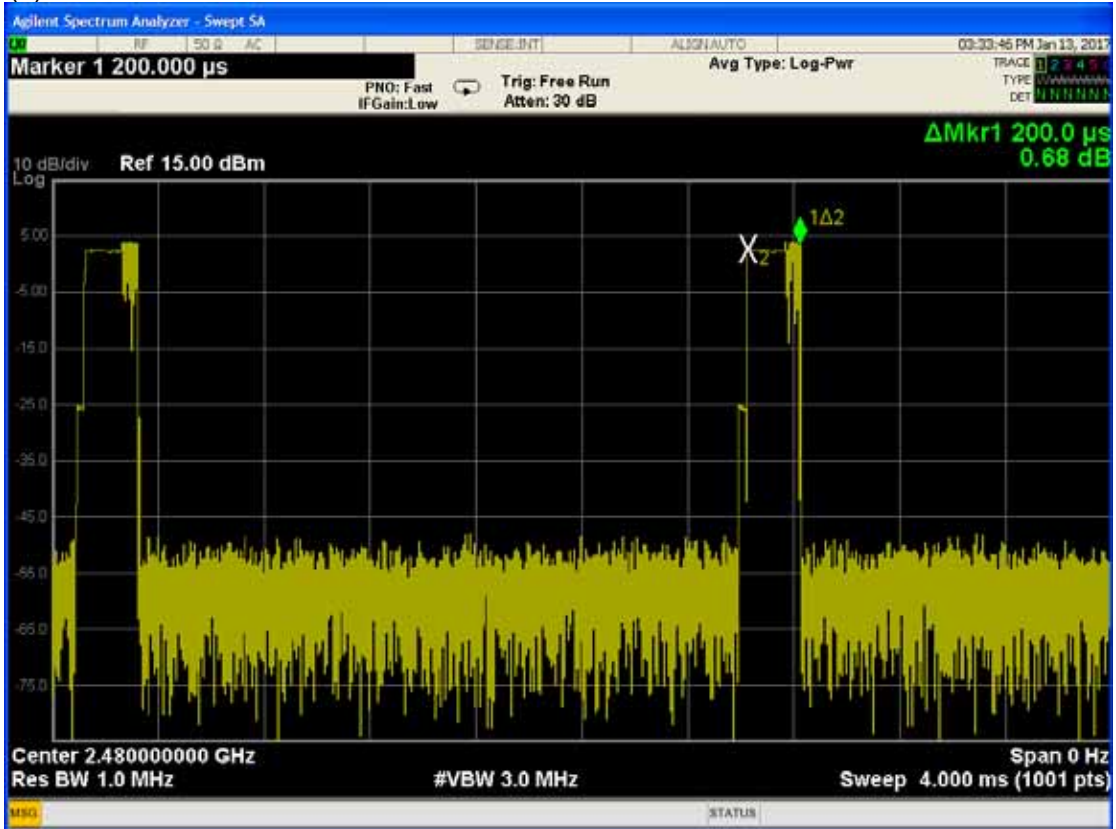 Agilent Spectrum Analyzer - Swept SA
RF 50 Ω AC SENSE:INT ALIGNAUTO 03:33:46 PM Jan 13, 2017
Marker 1 200.000 µs
PNO: Fast
IFGain:Low
Trig: Free Run
Atten: 30 dB
Avg Type: Log-Pwr
TRACE 1 2 3 4 5 6
TYPE
DET N N N N N N
ΔMkr1 200.0 µs
0.68 dB
10 dB/div Ref 15.00 dBm
Log
1Δ2
5.00
X2
-5.00
-15.0
-25.0
-35.0
-45.0
-55.0
-65.0
-75.0
Center 2.480000000 GHz Span 0 Hz
Res BW 1.0 MHz #VBW 3.0 MHz Sweep 4.000 ms (1001 pts)
MSG STATUS